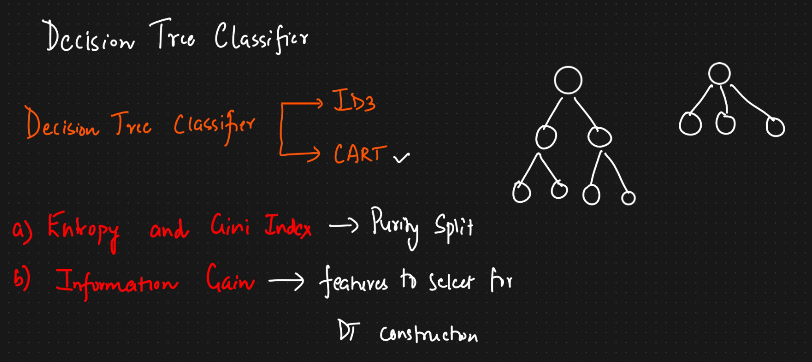 Decision Tree Classifier
Decision Tree Classifier → ID3
→ CART ✓
a) Entropy and Gini Index → Purity Split
b) Information Gain → features to select for
DT construction